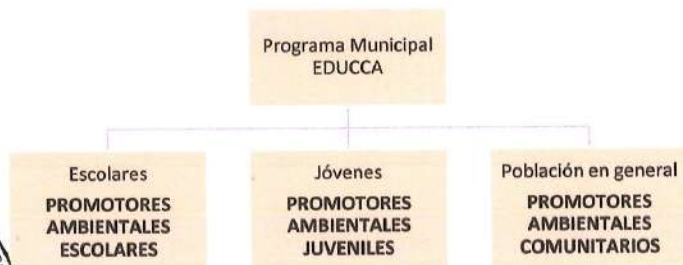 Programa Municipal
EDUCCA
Escolares
PROMOTORES
AMBIENTALES
ESCOLARES
Jóvenes
PROMOTORES
AMBIENTALES
JUVENILES
Población en general
PROMOTORES
AMBIENTALES
COMUNITARIOS